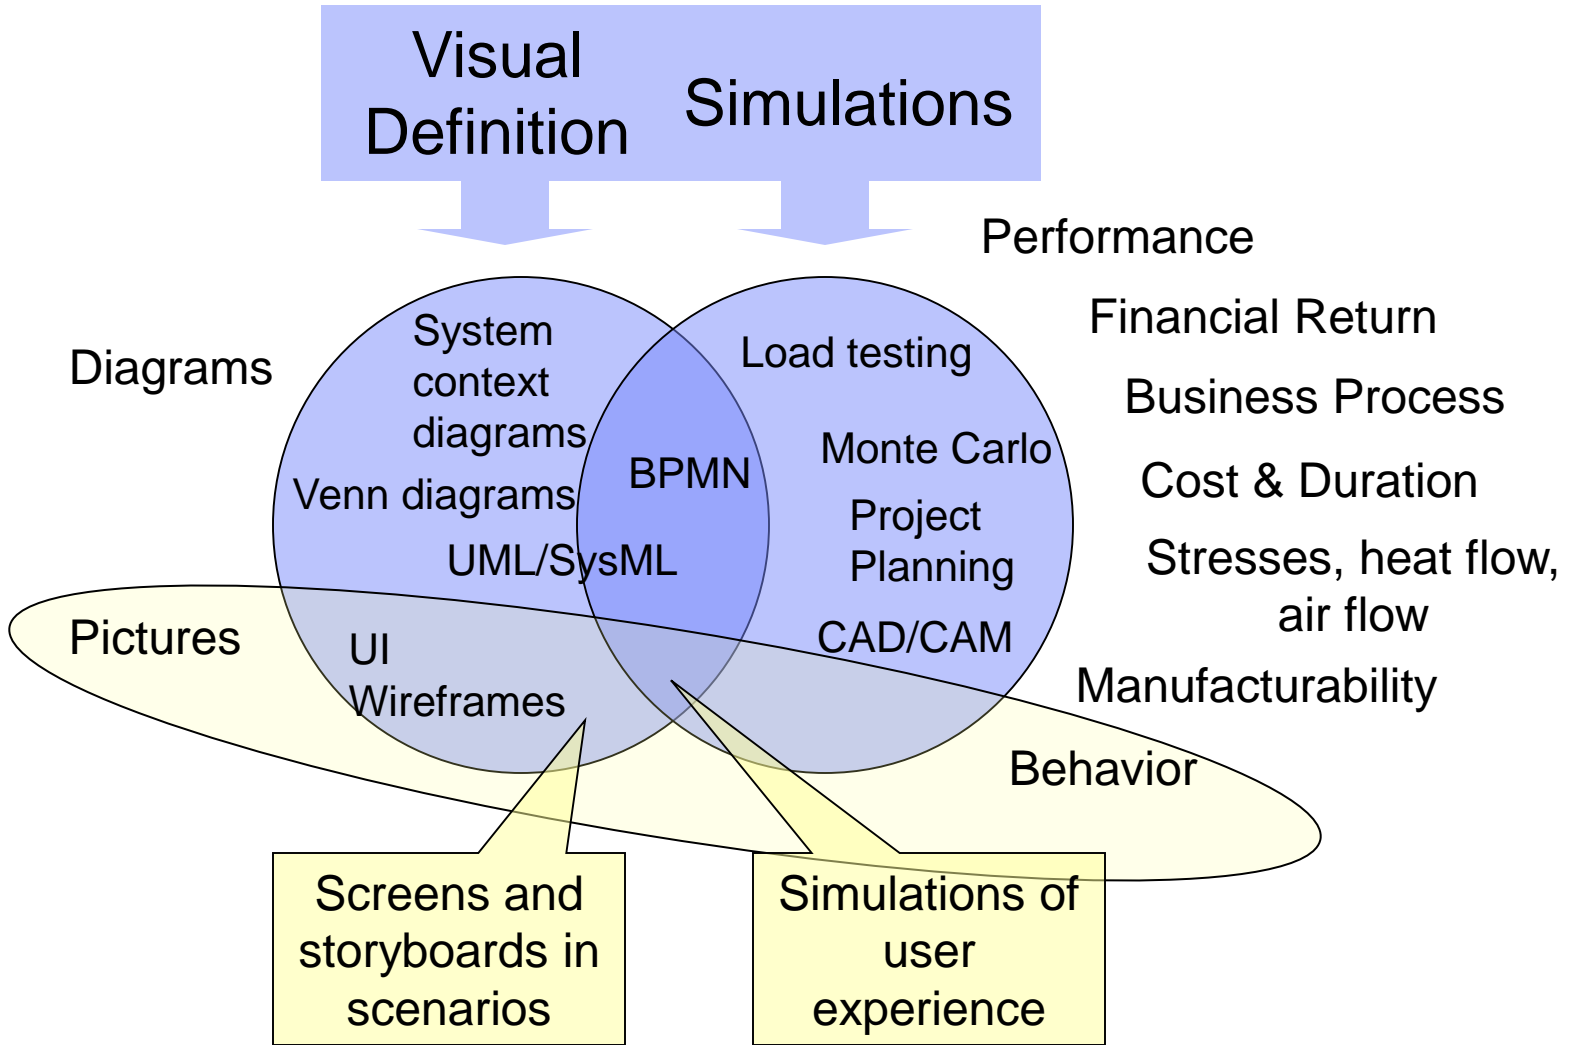 Visual
Definition
Simulations
Performance
Financial Return
Business Process
Cost & Duration
Stresses, heat flow,
air flow
Manufacturability
Behavior
Diagrams
Pictures
System
context
diagrams
Venn diagrams
UML/SysML
UI
Wireframes
BPMN
Load testing
Monte Carlo
Project
Planning
CAD/CAM
Screens and
storyboards in
scenarios
Simulations of
user
experience